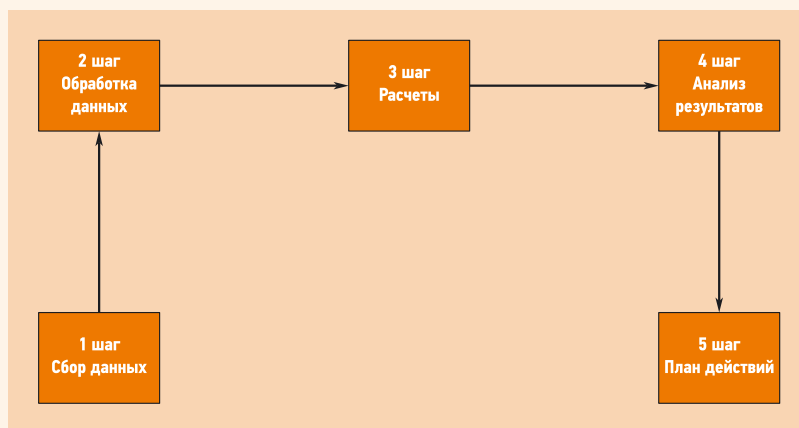 2 шаг
Обработка
данных
3 шаг
Расчеты
4 шаг
Анализ
результатов
1 шаг
Сбор данных
5 шаг
План действий